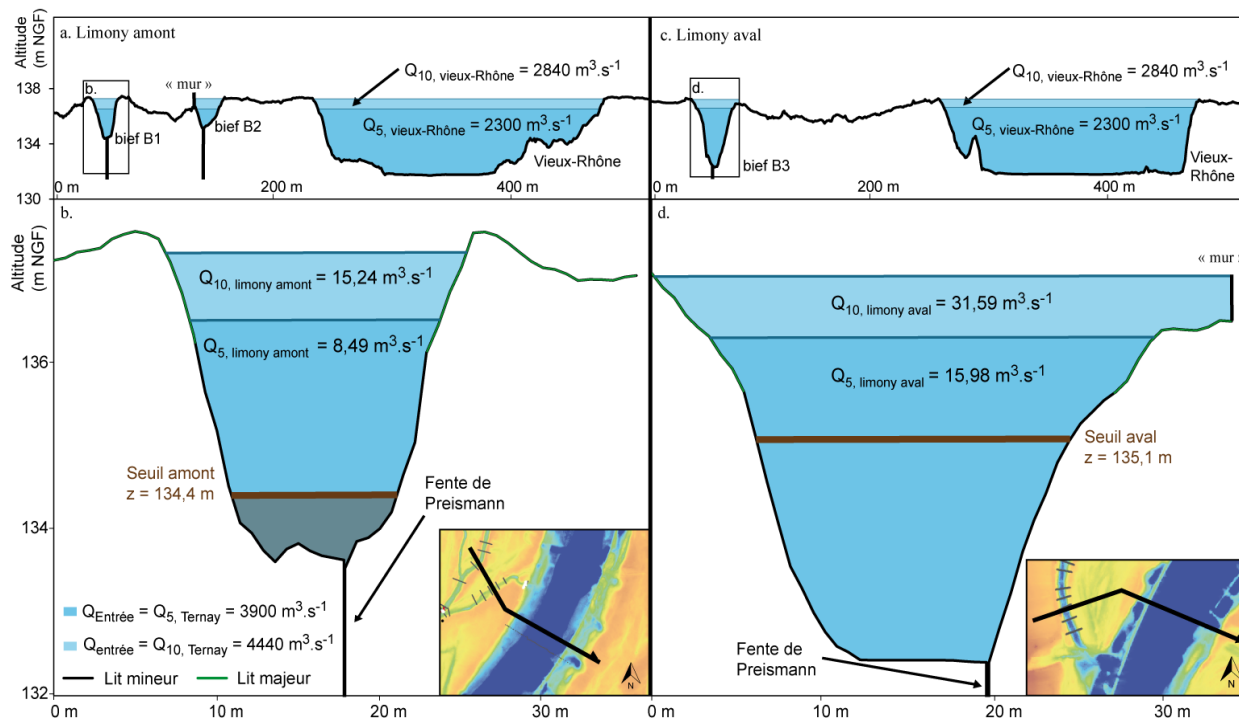 Altitude
(m NGF)
138
134
130
a. Limony amont
b.
« mur »
bief B1
bief B2
Q10, vieux-Rhône = 2840 m³.s⁻¹
Q5, vieux-Rhône = 2300 m³.s⁻¹
Vieux-Rhône
0 m
200 m
400 m
c. Limony aval
d.
bief B3
Q10, vieux-Rhône = 2840 m³.s⁻¹
Q5, vieux-Rhône = 2300 m³.s⁻¹
Vieux-
Rhône
0 m
200 m
400 m
Altitude
(m NGF)
136
134
132
b.
Q10, limony amont = 15,24 m³.s⁻¹
Q5, limony amont = 8,49 m³.s⁻¹
Seuil amont
z = 134,4 m
Fente de
Preismann
QEntrée = Q5, Ternay = 3900 m³.s⁻¹
Qentrée = Q10, Ternay = 4440 m³.s⁻¹
Lit mineur
Lit majeur
N
0 m
10 m
20 m
30 m
d.
« mur »
Q10, limony aval = 31,59 m³.s⁻¹
Q5, limony aval = 15,98 m³.s⁻¹
Seuil aval
z = 135,1 m
Fente de
Preismann
N
0 m
10 m
20 m
30 m